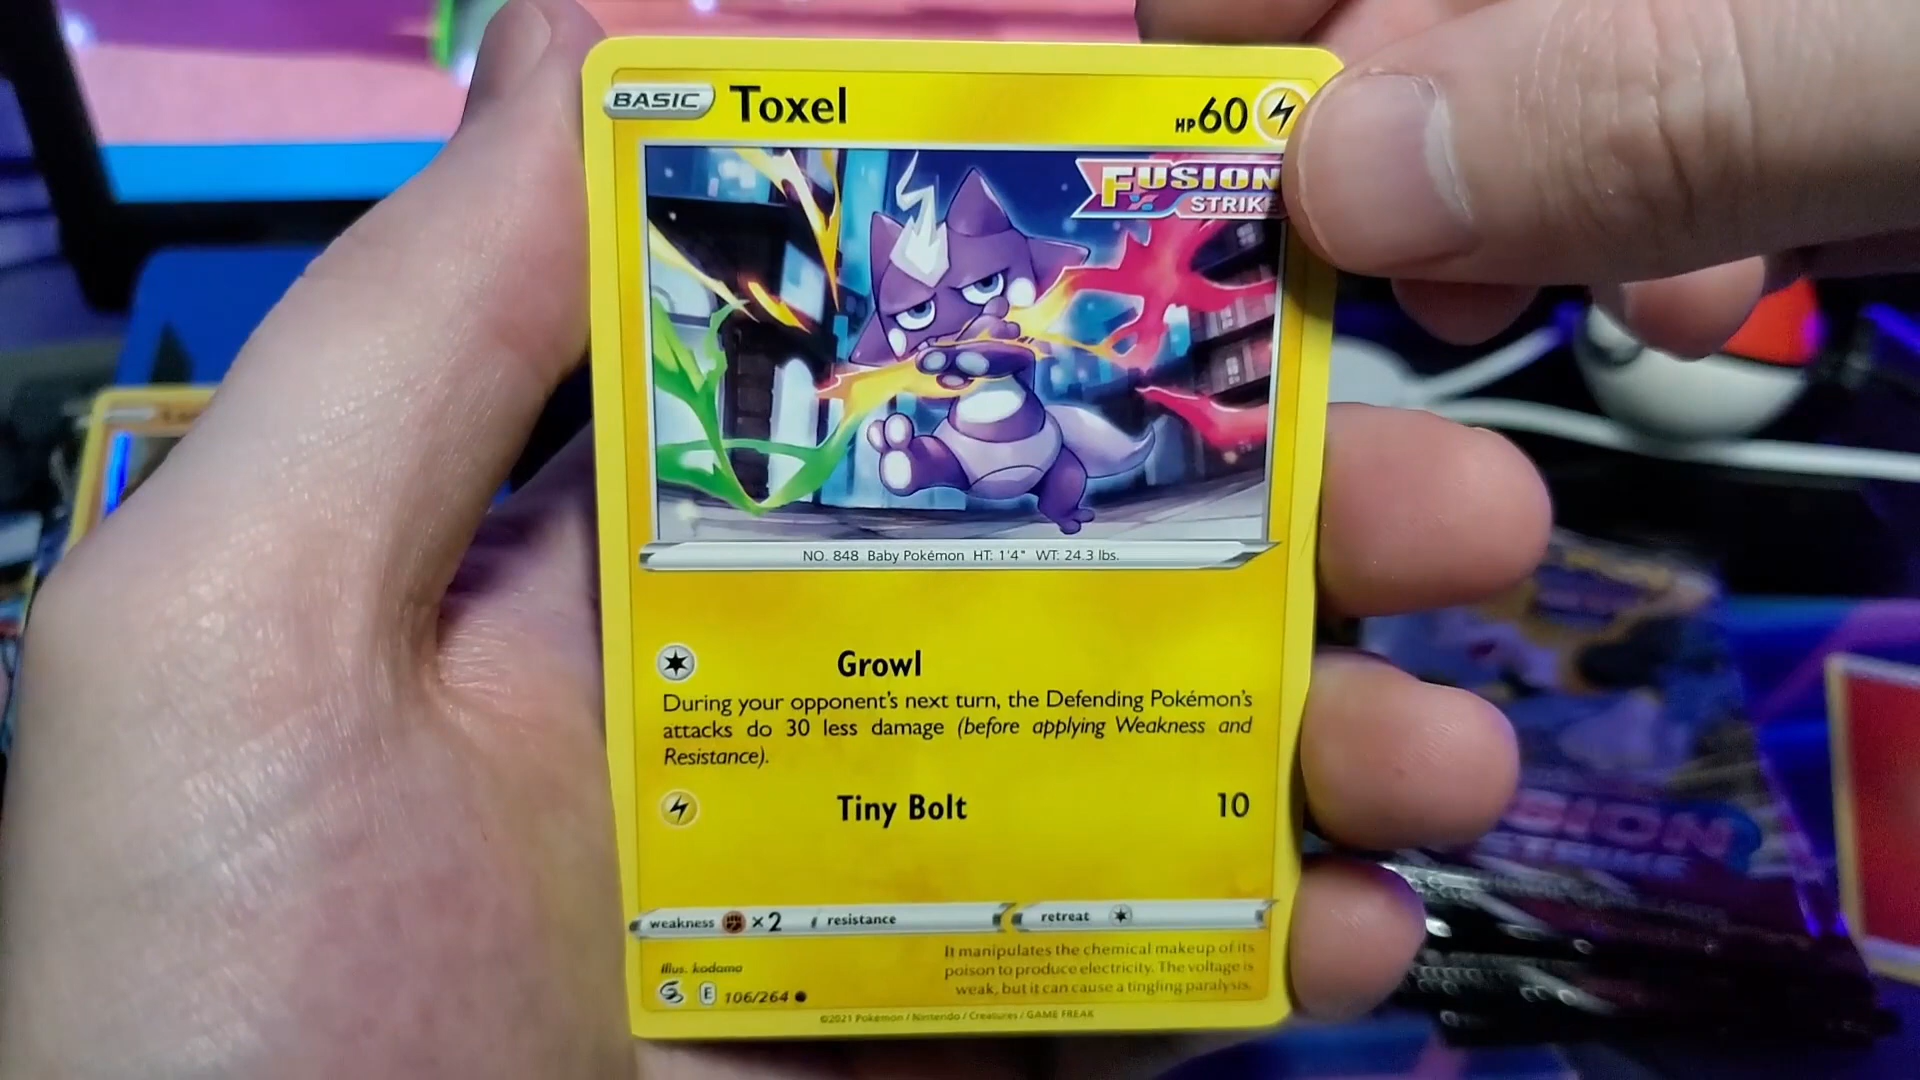 BASIC Toxel HP60
FUSION
STRIKE
NO. 848 Baby Pokémon HT: 1'4" WT: 24.3 lbs.
Growl
During your opponent's next turn, the Defending Pokémon's
attacks do 30 less damage (before applying Weakness and
Resistance).
Tiny Bolt 10
weakness ×2 resistance retreat
It manipulates the chemical makeup of its
poison to produce electricity. The voltage is
weak, but it can cause a tingling paralysis.
Illus. kodama
E 106/264
©2021 Pokémon / Nintendo / Creatures / GAME FREAK
FUSION
STRIKE